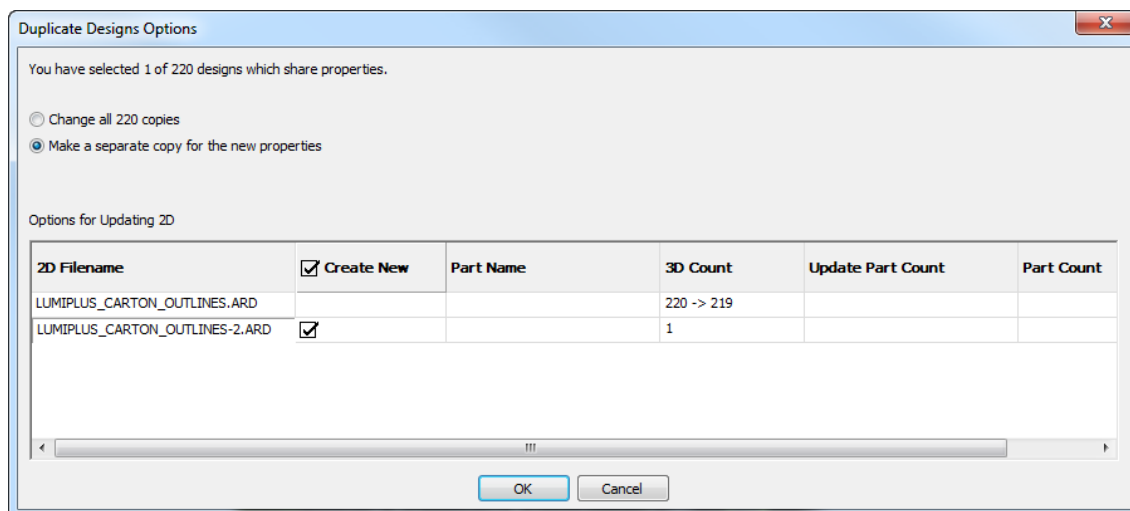 Duplicate Designs Options
You have selected 1 of 220 designs which share properties.
Change all 220 copies
Make a separate copy for the new properties
Options for Updating 2D
2D Filename Create New Part Name 3D Count Update Part Count Part Count
LUMIPLUS_CARTON_OUTLINES.ARD 220 -> 219
LUMIPLUS_CARTON_OUTLINES-2.ARD 1
OK Cancel